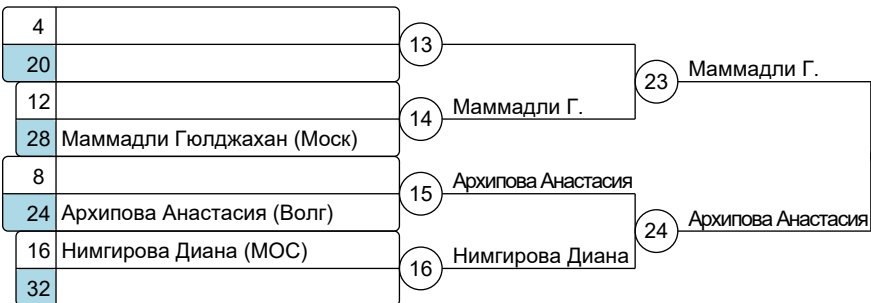 4
13
20
23 Маммадли Г.
12
14 Маммадли Г.
28 Маммадли Гюлджахан (Моск)
8
15 Архипова Анастасия
24 Архипова Анастасия (Волг)
24 Архипова Анастасия
16 Нимгирова Диана (МОС)
16 Нимгирова Диана
32